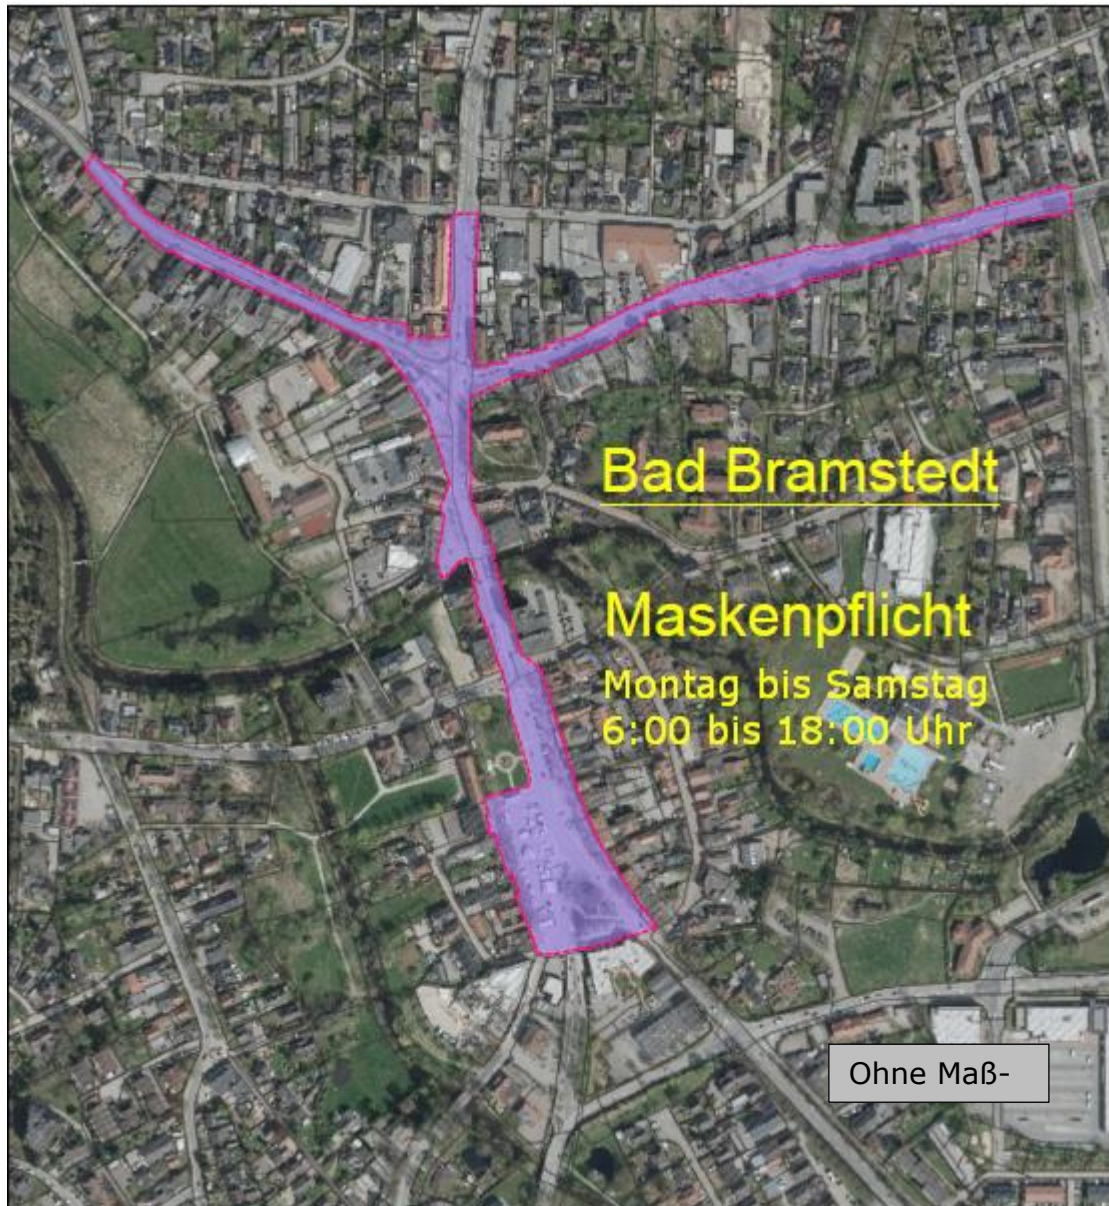 Bad Bramstedt
Maskenpflicht
Montag bis Samstag
6:00 bis 18:00 Uhr
Ohne Maß-